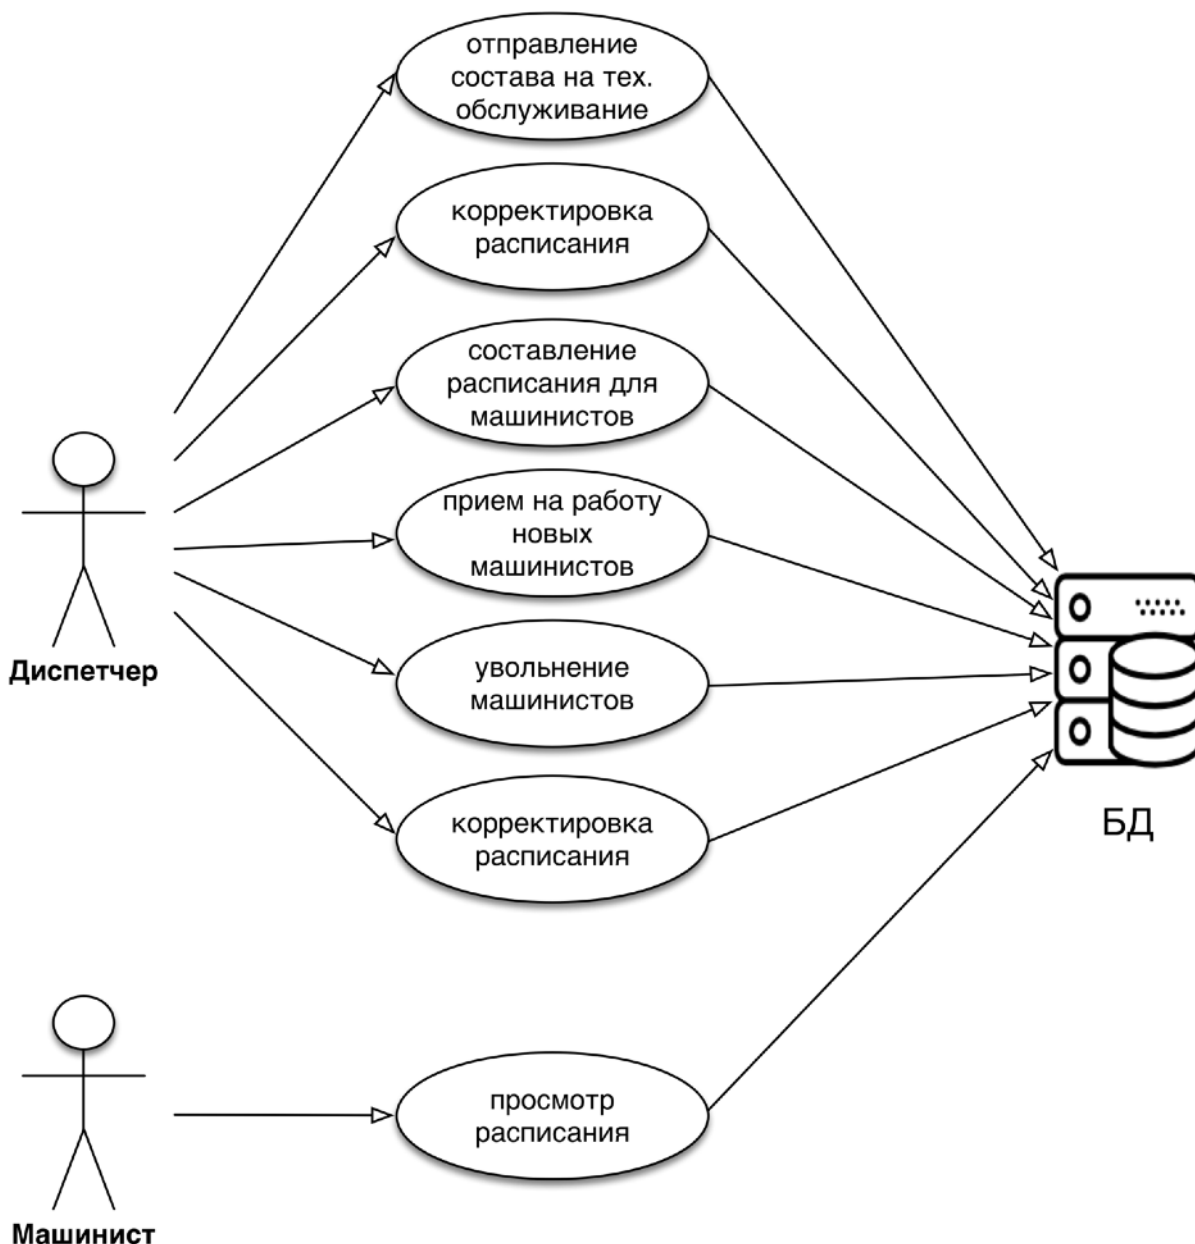 отправление
состава на тех.
обслуживание
корректировка
расписания
составление
расписания для
машинистов
прием на работу
новых
машинистов
Диспетчер
увольнение
машинистов
корректировка
расписания
БД
просмотр
расписания
Машинист